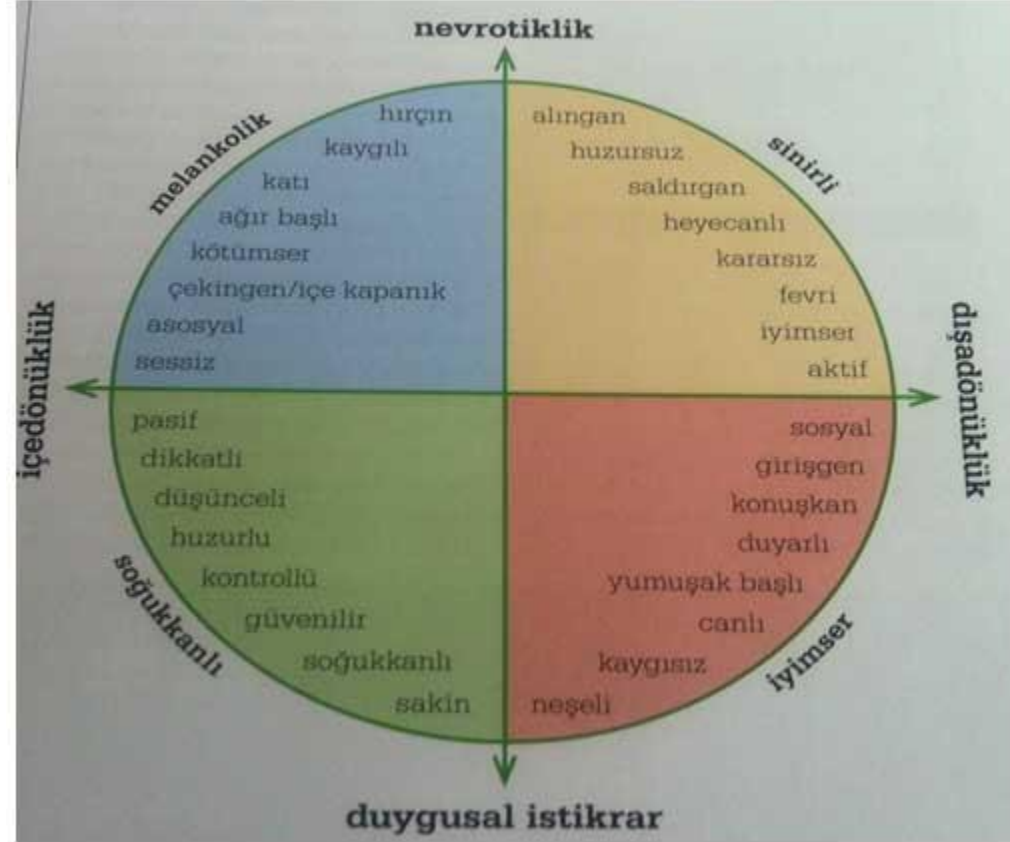 nevrotiklik
melankolik
hırçın
kaygılı
katı
ağır başlı
kötümser
çekingen/içe kapanık
asosyal
sessiz
sinirli
alıngan
huzursuz
saldırgan
heyecanlı
kararsız
fevri
iyimser
aktif
içedönüklük
dışadönüklük
pasif
dikkatli
düşünceli
huzurlu
kontrollü
güvenilir
soğukkanlı
sakin
soğukkanlı
sosyal
girişgen
konuşkan
duyarlı
yumuşak başlı
canlı
kaygısız
neşeli
iyimser
duygusal istikrar